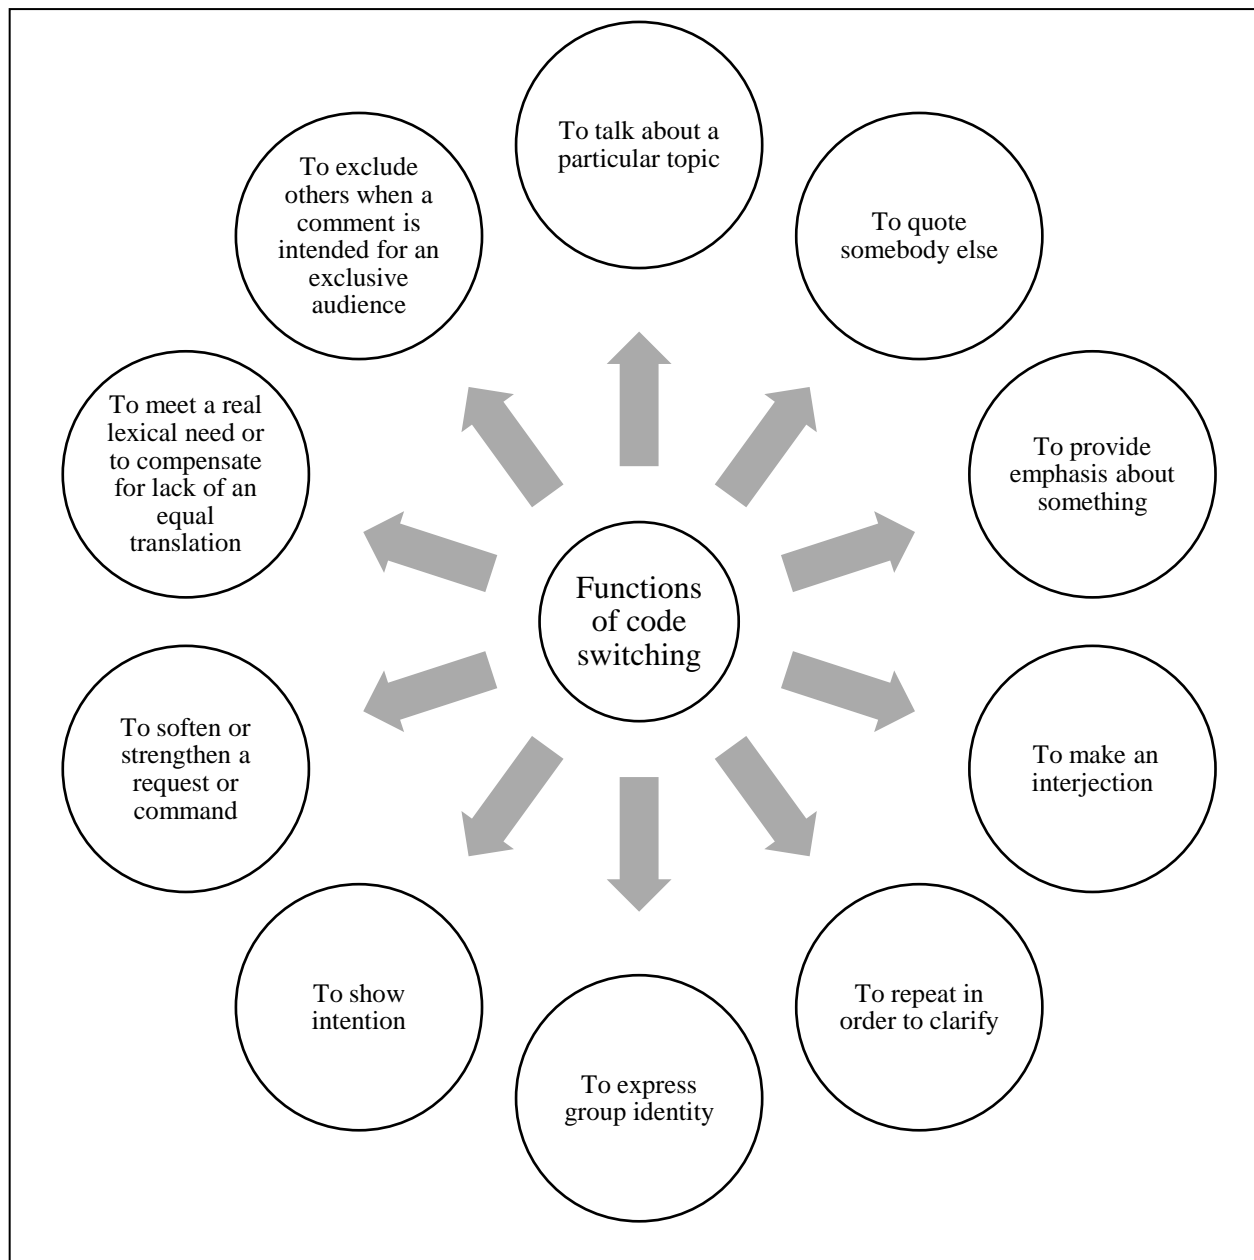 To talk about a
particular topic
To quote
somebody else
To provide
emphasis about
something
To make an
interjection
To repeat in
order to clarify
To express
group identity
To show
intention
To soften or
strengthen a
request or
command
To meet a real
lexical need or
to compensate
for lack of an
equal
translation
To exclude
others when a
comment is
intended for an
exclusive
audience
Functions
of code
switching